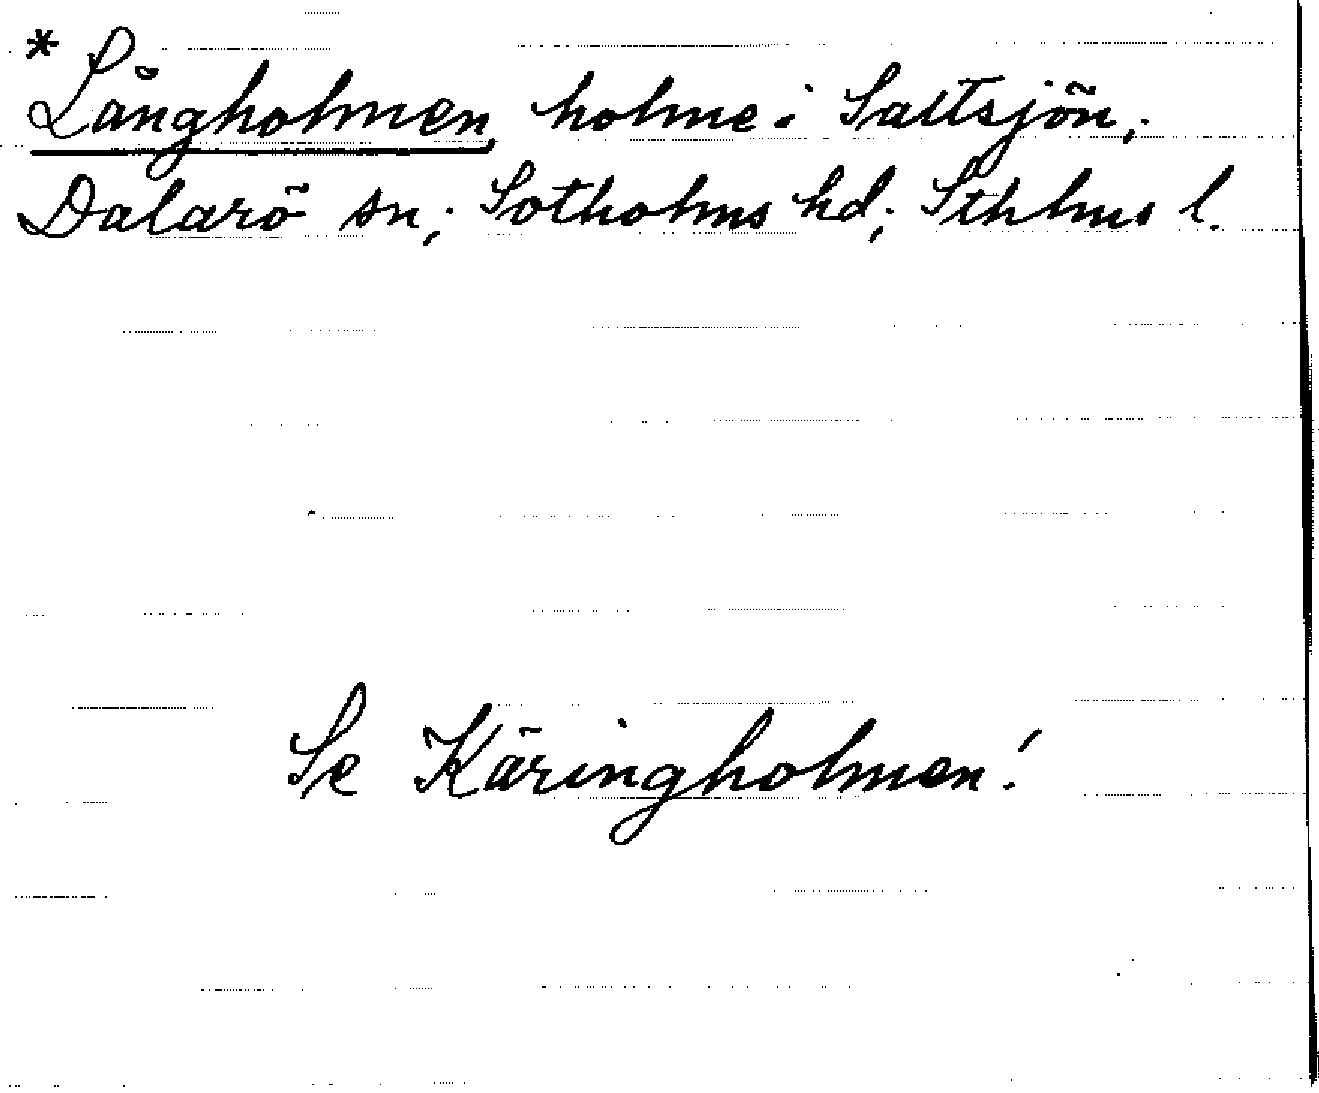 * Långholmen, holme i Saltsjön,
Dalarö sn; Sotholms hd; Sthlms l.
Se Käringholmen!